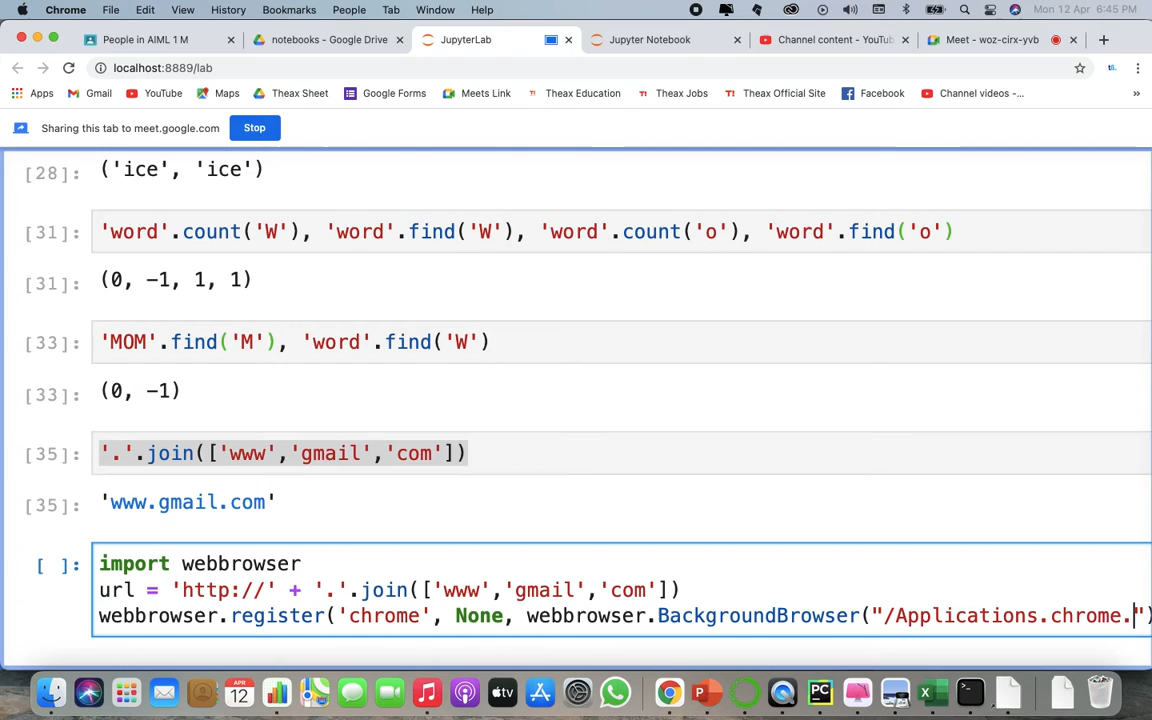 Chrome File Edit View History Bookmarks People Tab Window Help Mon 12 Apr 6:45 PM
People in AIML 1 M notebooks - Google Drive JupyterLab Jupyter Notebook Channel content - YouTub Meet - woz-cirx-yvb
localhost:8889/lab
Apps Gmail YouTube Maps Theax Sheet Google Forms Meets Link Theax Education Theax Jobs Theax Official Site Facebook Channel videos -... »
Sharing this tab to meet.google.com Stop
[28]: ('ice', 'ice')
[31]: 'word'.count('W'), 'word'.find('W'), 'word'.count('o'), 'word'.find('o')
[31]: (0, -1, 1, 1)
[33]: 'MOM'.find('M'), 'word'.find('W')
[33]: (0, -1)
[35]: '.'.join(['www','gmail','com'])
[35]: 'www.gmail.com'
[ ]: import webbrowser
url = 'http://' + '.'.join(['www','gmail','com'])
webbrowser.register('chrome', None, webbrowser.BackgroundBrowser("/Applications.chrome.")
12 tv P PC X >_